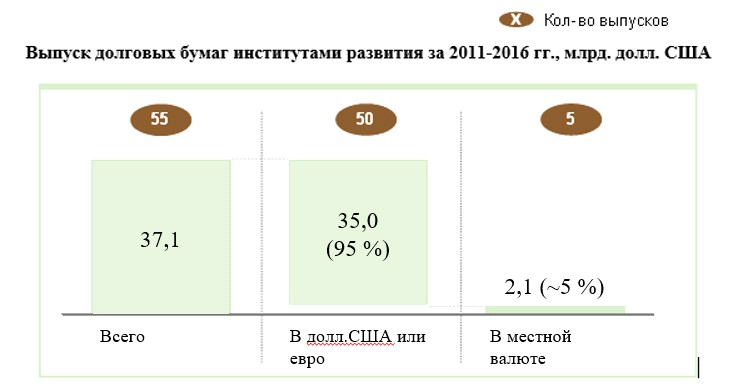 X Кол-во выпусков
Выпуск долговых бумаг институтами развития за 2011-2016 гг., млрд. долл. США
55 50 5
37,1
35,0
(95 %)
2,1 (~5 %)
Всего
В долл.США или
евро
В местной
валюте